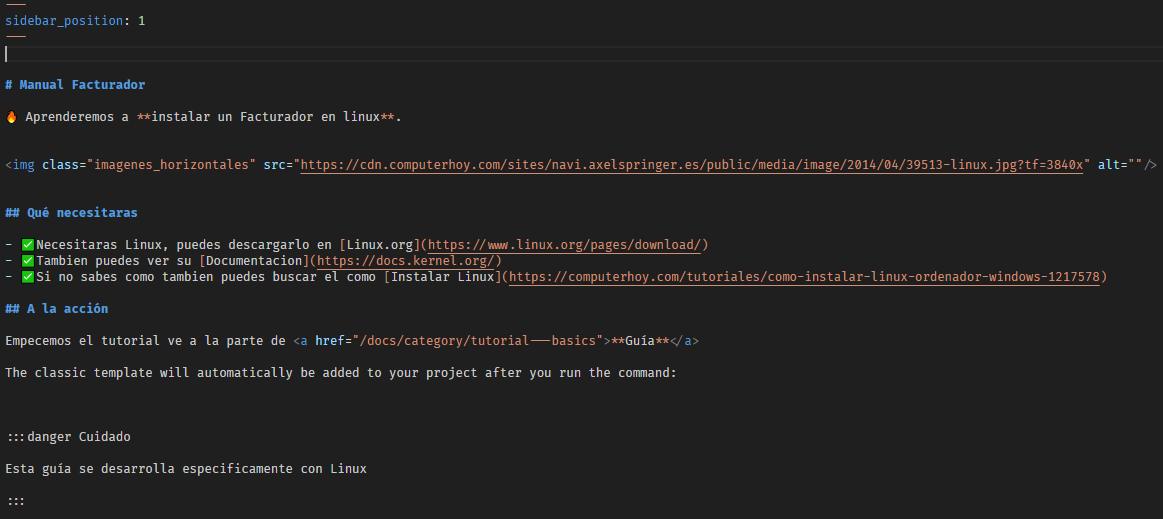 ---
sidebar_position: 1
---
# Manual Facturador
🔥 Aprenderemos a **instalar un Facturador en linux**.
<img class="imagenes_horizontales" src="https://cdn.computerhoy.com/sites/navi.axelspringer.es/public/media/image/2014/04/39513-linux.jpg?tf=3840x" alt=""/>
## Qué necesitaras
- ✅Necesitaras Linux, puedes descargarlo en [Linux.org](https://www.linux.org/pages/download/)
- ✅Tambien puedes ver su [Documentacion](https://docs.kernel.org/)
- ✅Si no sabes como tambien puedes buscar el como [Instalar Linux](https://computerhoy.com/tutoriales/como-instalar-linux-ordenador-windows-1217578)
## A la acción
Empecemos el tutorial ve a la parte de <a href="/docs/category/tutorial---basics">**Guía**</a>
The classic template will automatically be added to your project after you run the command:
:::danger Cuidado
Esta guía se desarrolla especificamente con Linux
:::